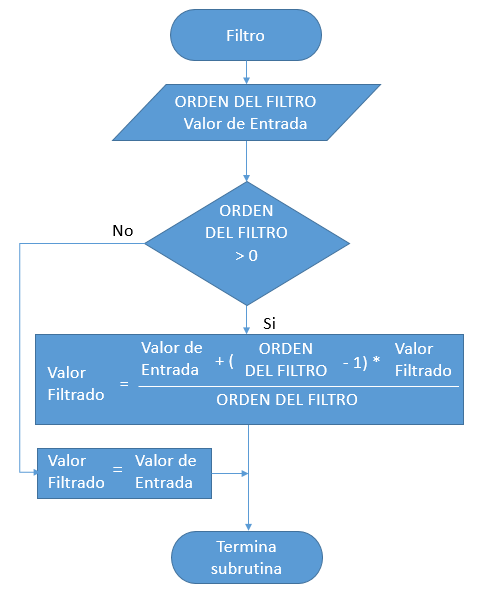 Filtro
ORDEN DEL FILTRO
Valor de Entrada
ORDEN
DEL FILTRO
> 0
No
Si
Valor
Filtrado
=
Valor de
Entrada
+ (
ORDEN
DEL FILTRO
- 1) *
Valor
Filtrado
ORDEN DEL FILTRO
Valor
Filtrado
=
Valor de
Entrada
Termina
subrutina